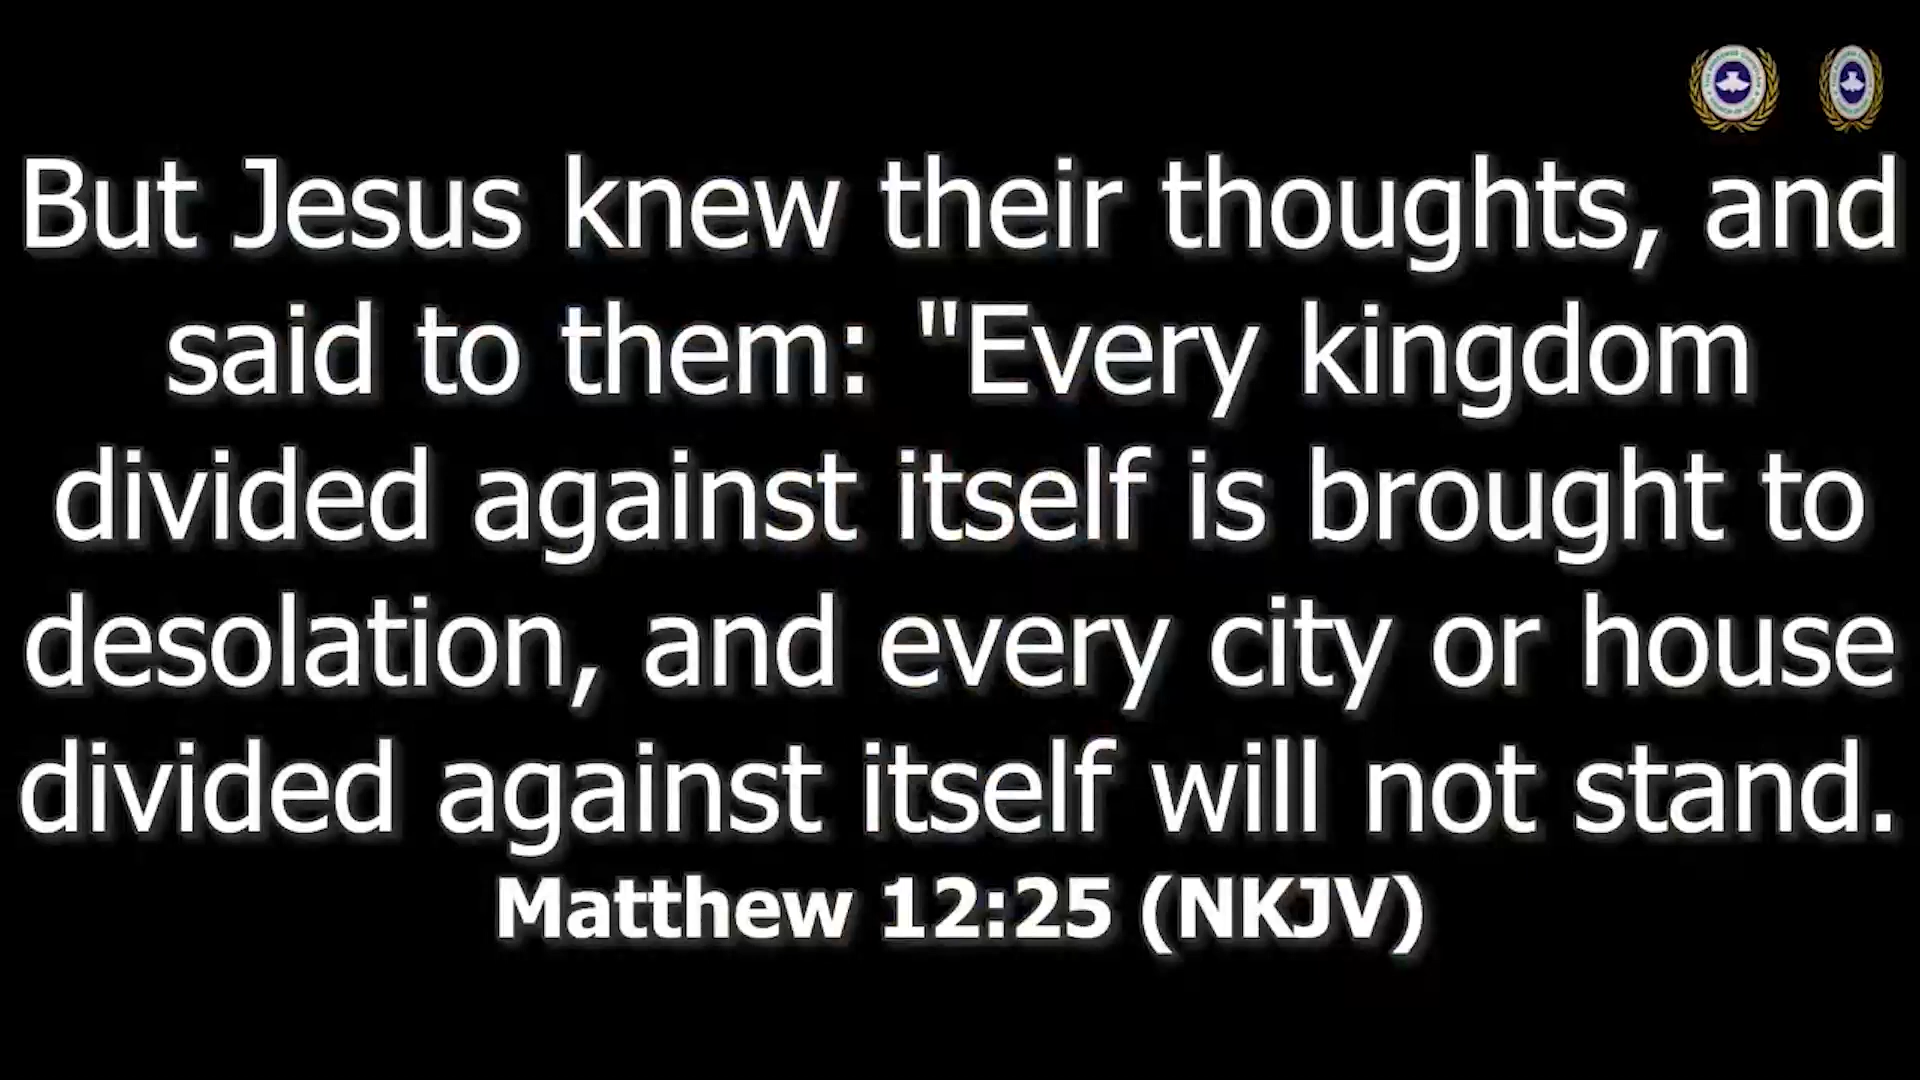 But Jesus knew their thoughts, and
said to them: "Every kingdom
divided against itself is brought to
desolation, and every city or house
divided against itself will not stand.
Matthew 12:25 (NKJV)